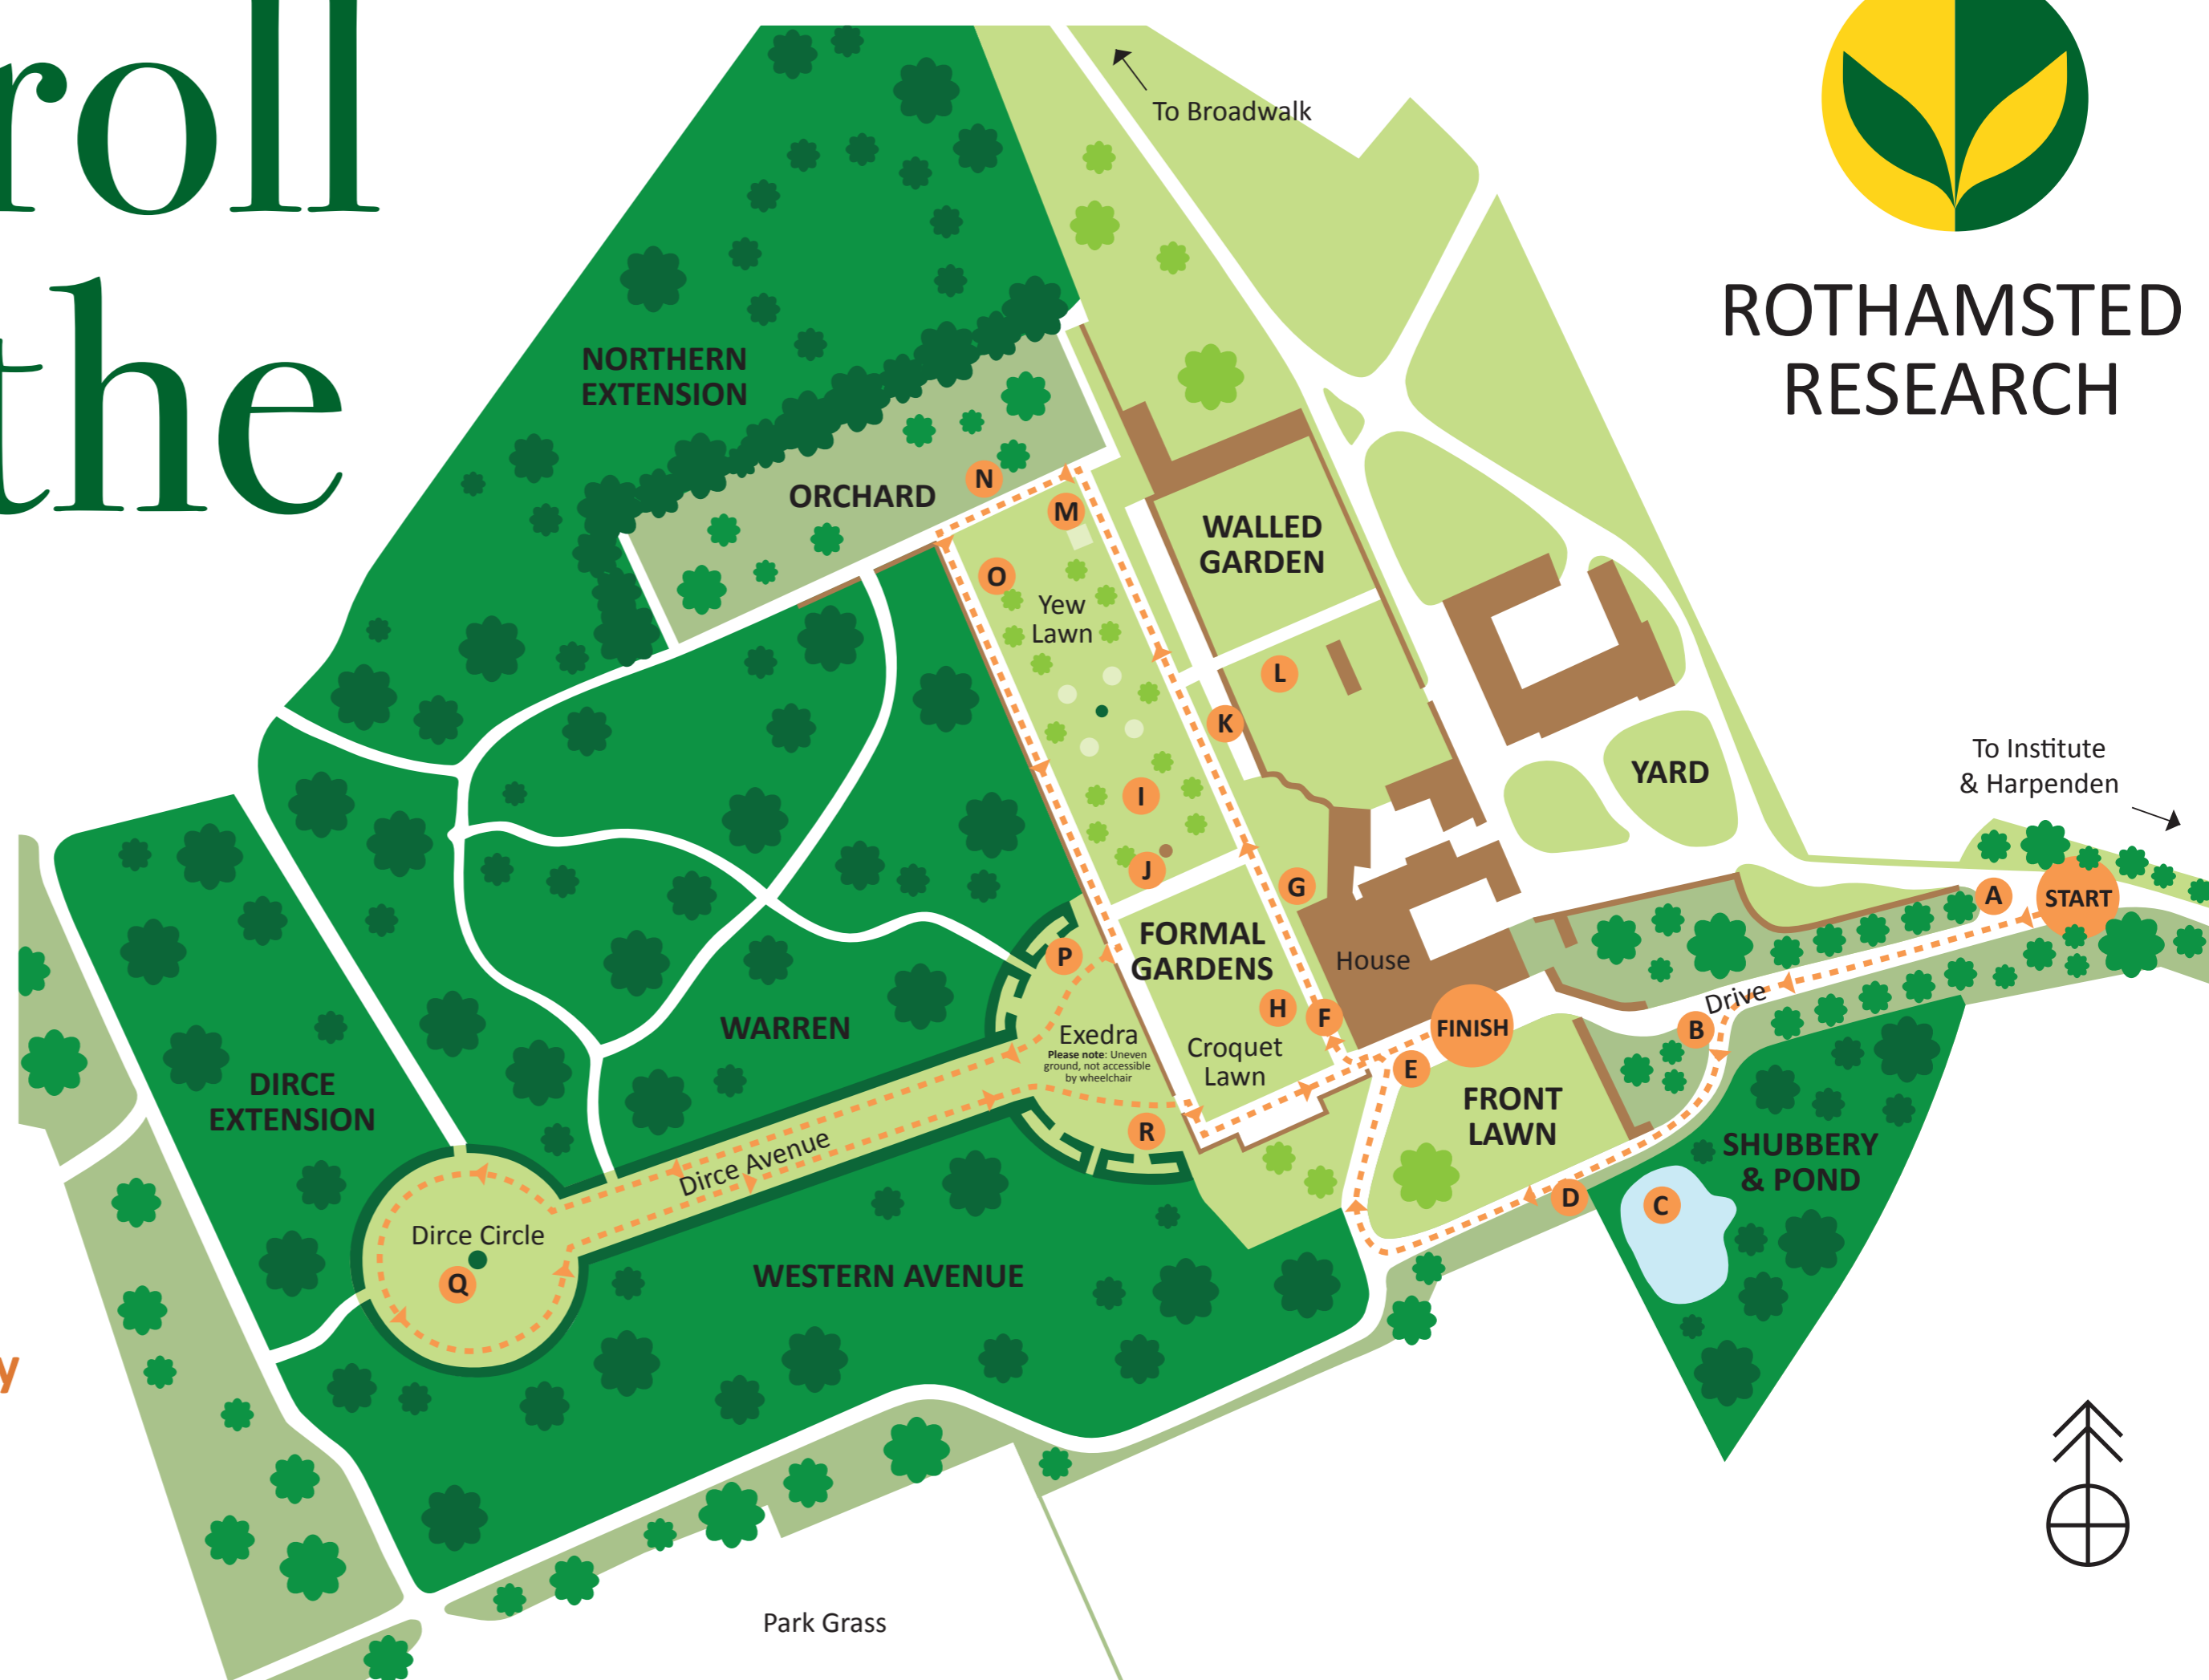 roll
the
y
To Broadwalk
ROTHAMSTED
RESEARCH
NORTHERN
EXTENSION
ORCHARD
N
M
WALLED
GARDEN
O
Yew
Lawn
L
K
I
J
YARD
To Institute
& Harpenden
G
A
START
FORMAL
GARDENS
House
P
H
F
FINISH
Drive
B
WARREN
Exedra
Please note: Uneven
ground, not accessible
by wheelchair
Croquet
Lawn
E
FRONT
LAWN
DIRCE
EXTENSION
R
SHUBBERY
& POND
Dirce Avenue
D
C
Dirce Circle
Q
WESTERN AVENUE
Park Grass